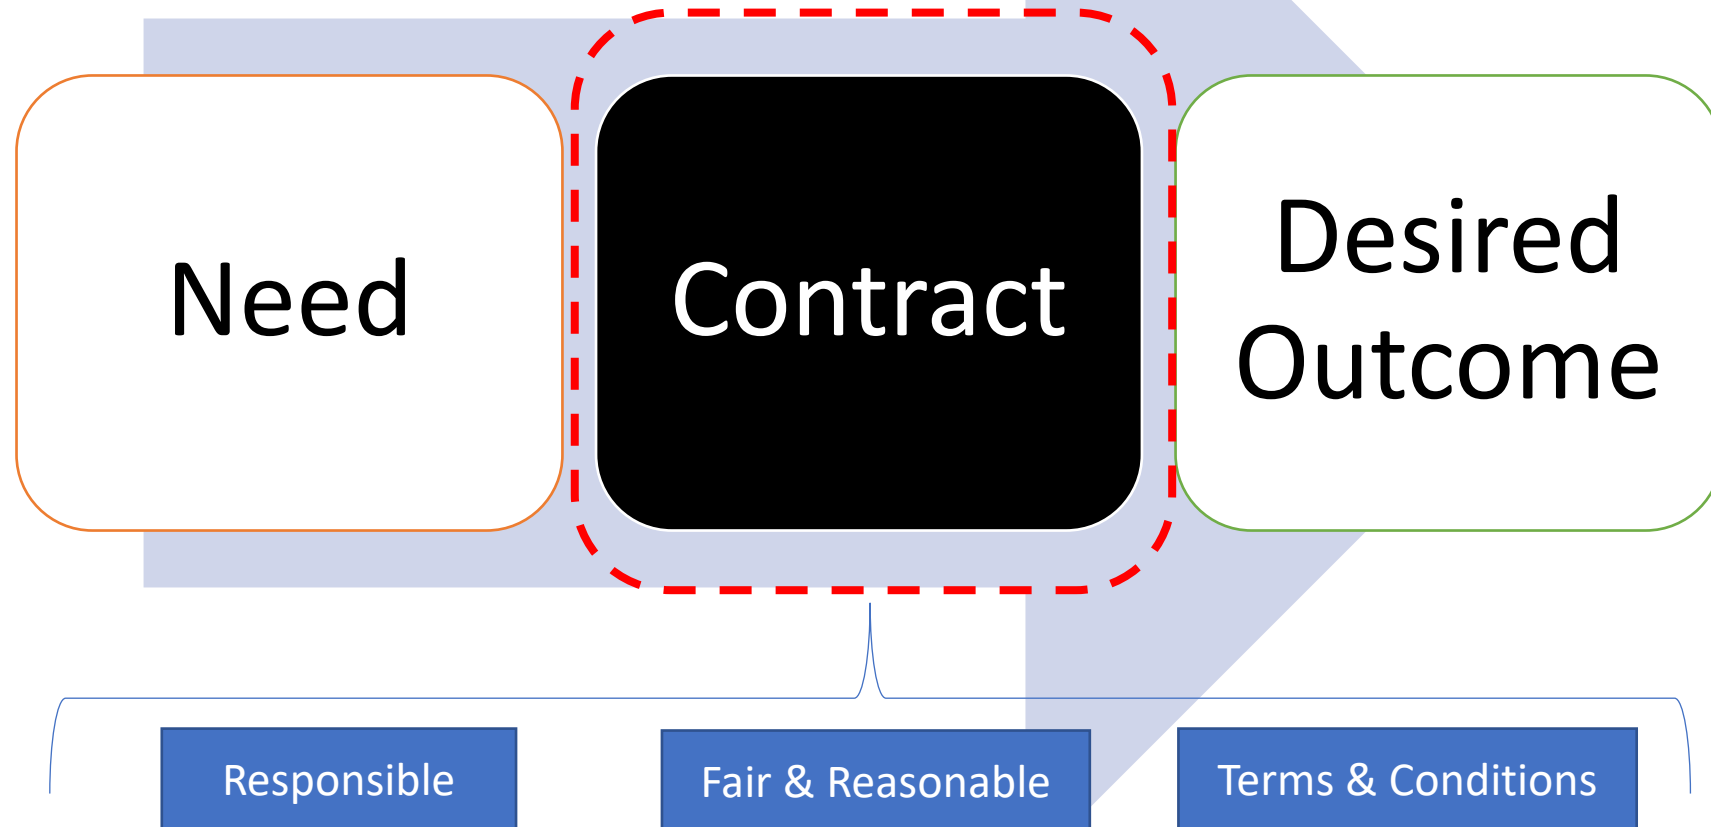 Need
Contract
Desired
Outcome
Responsible
Fair & Reasonable
Terms & Conditions